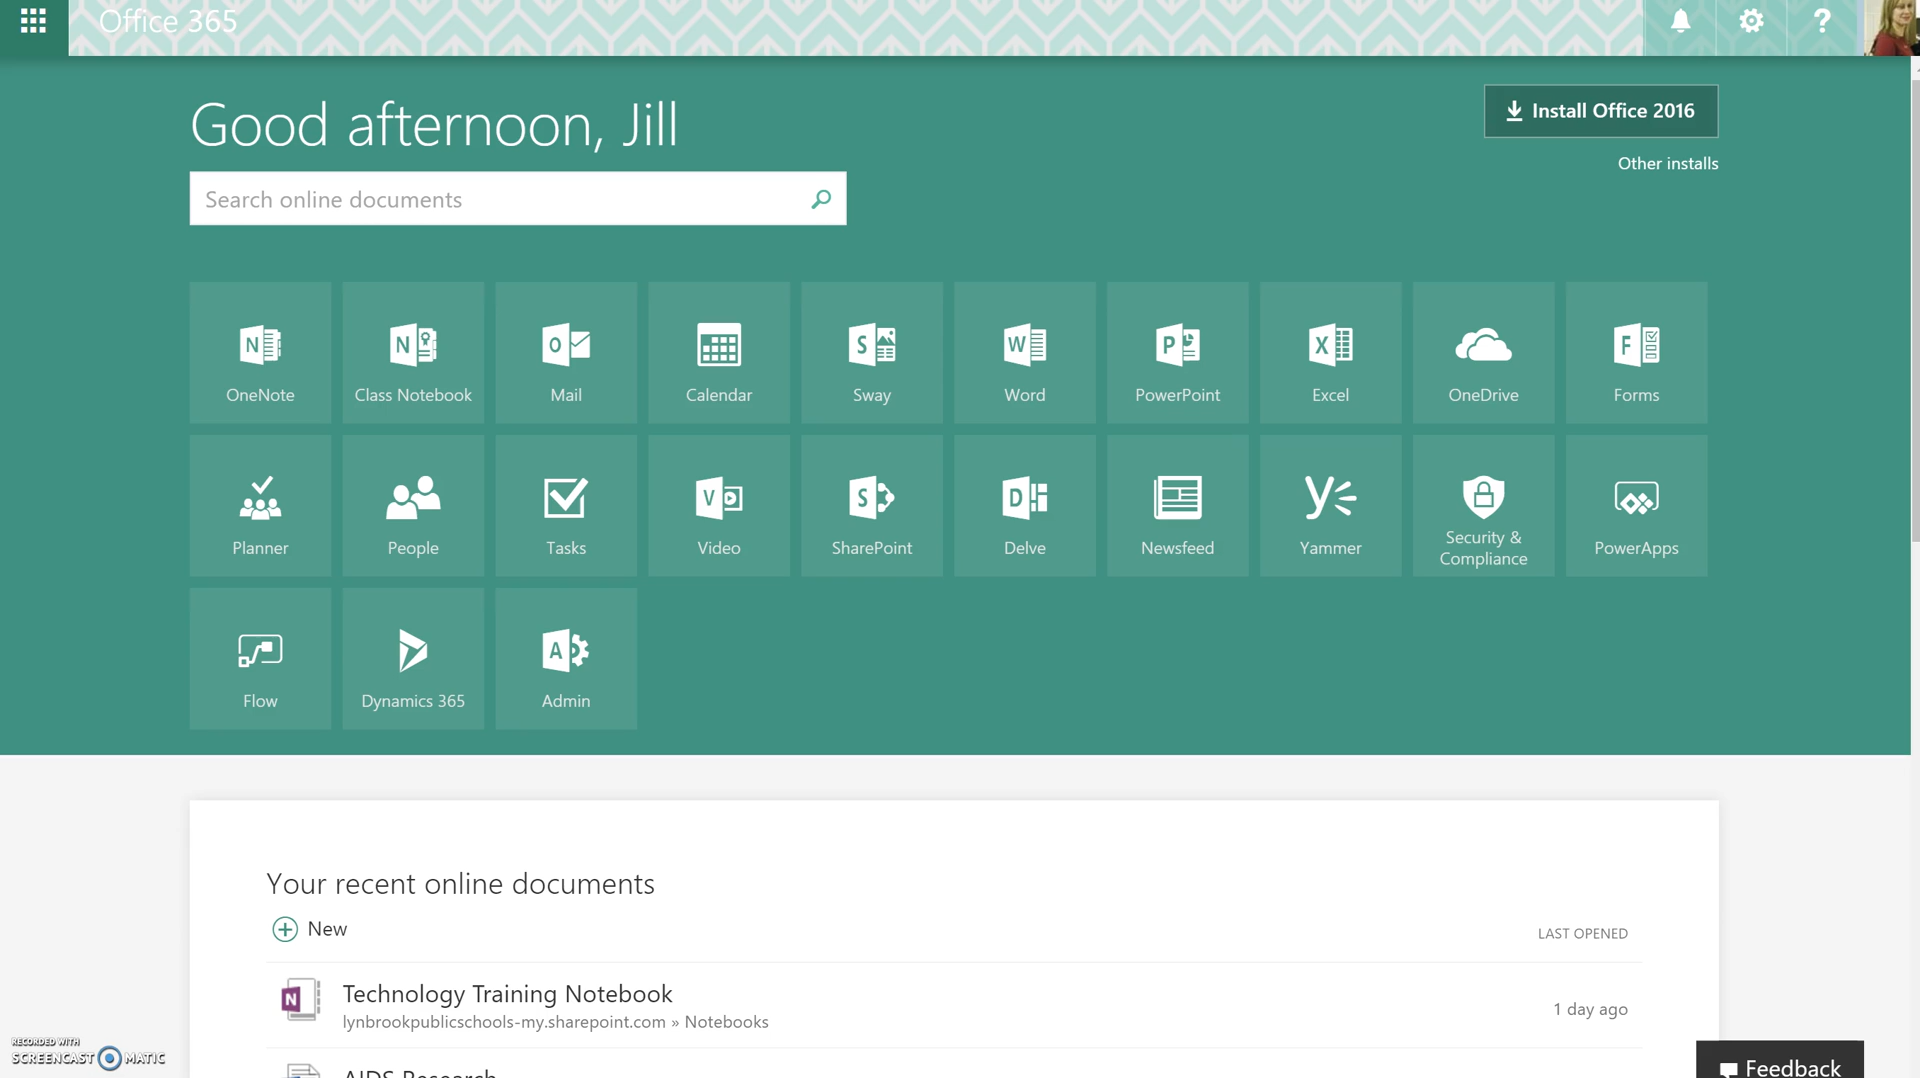 Office 365
Good afternoon, Jill
Install Office 2016
Other installs
Search online documents
OneNote
Class Notebook
Mail
Calendar
Sway
Word
PowerPoint
Excel
OneDrive
Forms
Planner
People
Tasks
Video
SharePoint
Delve
Newsfeed
Yammer
Security &
Compliance
PowerApps
Flow
Dynamics 365
Admin
Your recent online documents
New
LAST OPENED
Technology Training Notebook
lynbrookpublicschools-my.sharepoint.com » Notebooks
1 day ago
AIDS Research
RECORDED WITH
SCREENCAST MATIC
Feedback